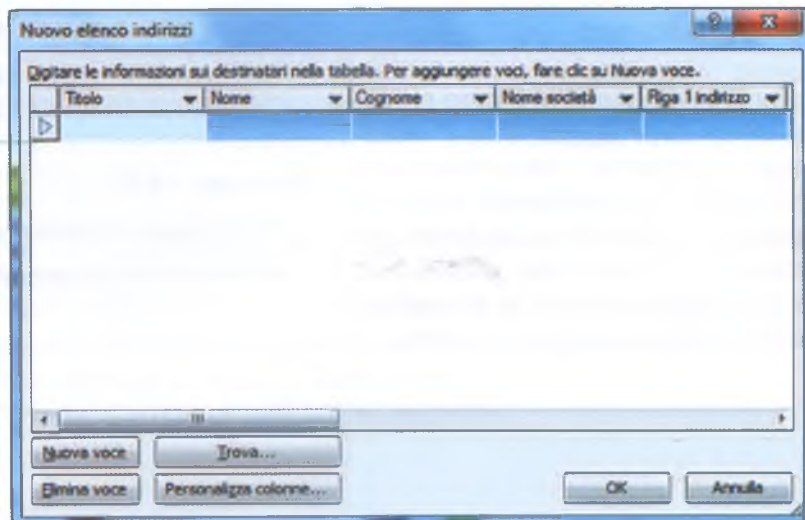 Nuovo elenco indirizzi
Digitare le informazioni sui destinatari nella tabella. Per aggiungere voci, fare clic su Nuova voce.
Titolo Nome Cognome Nome società Riga 1 indirizzo
Nuova voce Trova...
Elimina voce Personalizza colonne... OK Annulla